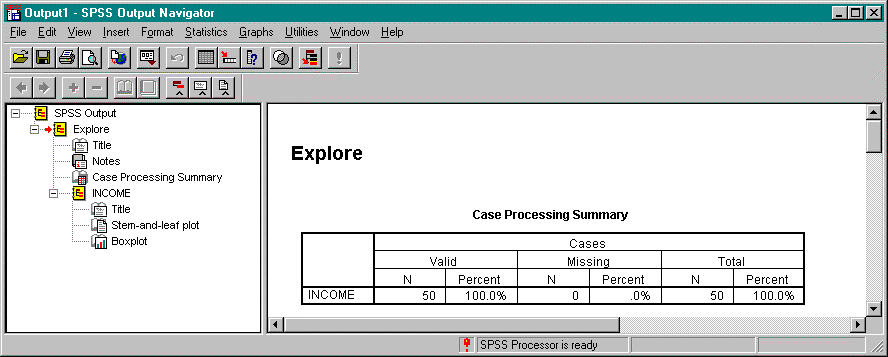 Output1 - SPSS Output Navigator
File Edit View Insert Format Statistics Graphs Utilities Window Help
SPSS Output
Explore
Title
Notes
Case Processing Summary
INCOME
Title
Stem-and-leaf plot
Boxplot
Explore
Case Processing Summary
Cases
Valid Missing Total
N Percent N Percent N Percent
INCOME 50 100.0% 0 .0% 50 100.0%
SPSS Processor is ready